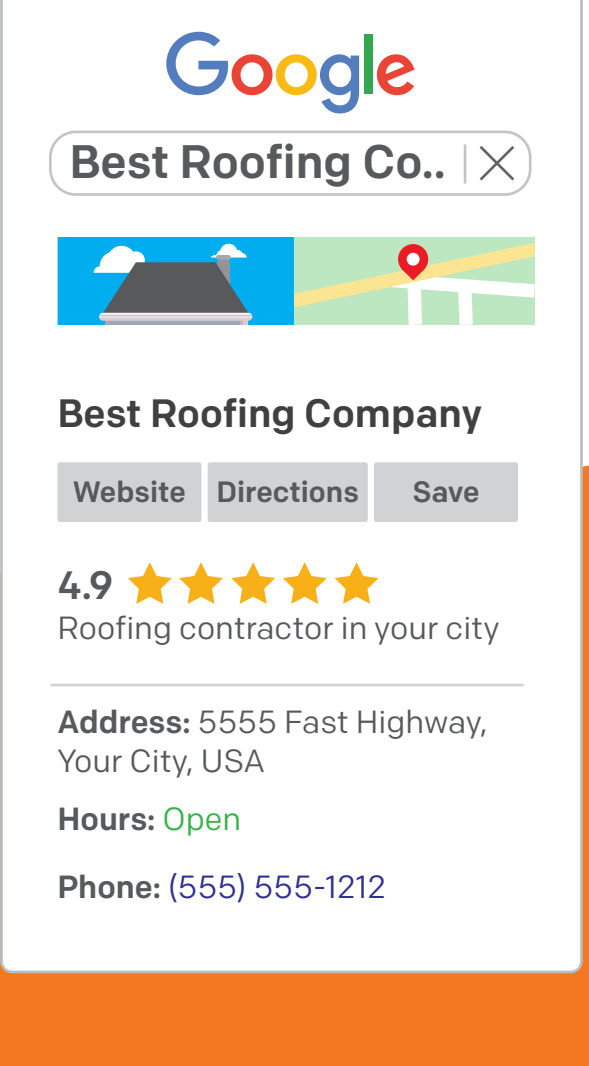 Google
Best Roofing Co..
Best Roofing Company
Website Directions Save
4.9
Roofing contractor in your city
Address: 5555 Fast Highway,
Your City, USA
Hours: Open
Phone: (555) 555-1212